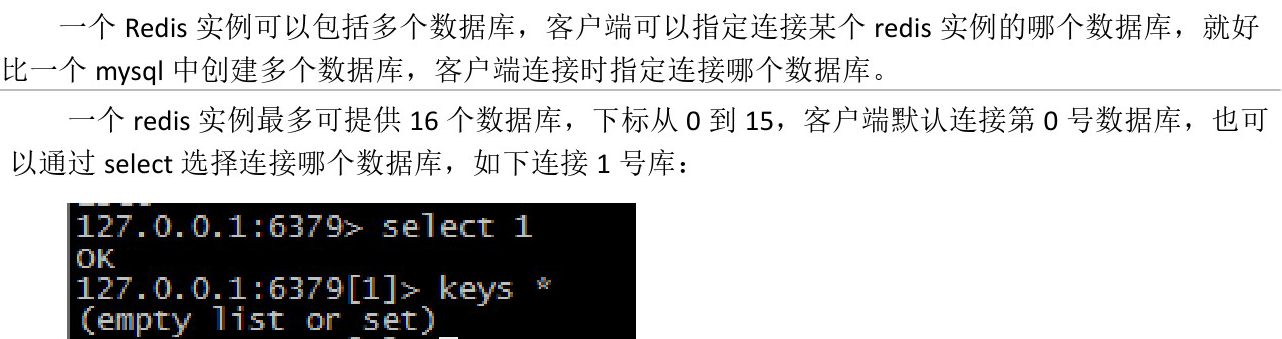 一个 Redis 实例可以包括多个数据库，客户端可以指定连接某个 redis 实例的哪个数据库，就好
比一个 mysql 中创建多个数据库，客户端连接时指定连接哪个数据库。
一个 redis 实例最多可提供 16 个数据库，下标从 0 到 15，客户端默认连接第 0 号数据库，也可
以通过 select 选择连接哪个数据库，如下连接 1 号库：
127.0.0.1:6379> select 1
OK
127.0.0.1:6379[1]> keys *
(empty list or set)